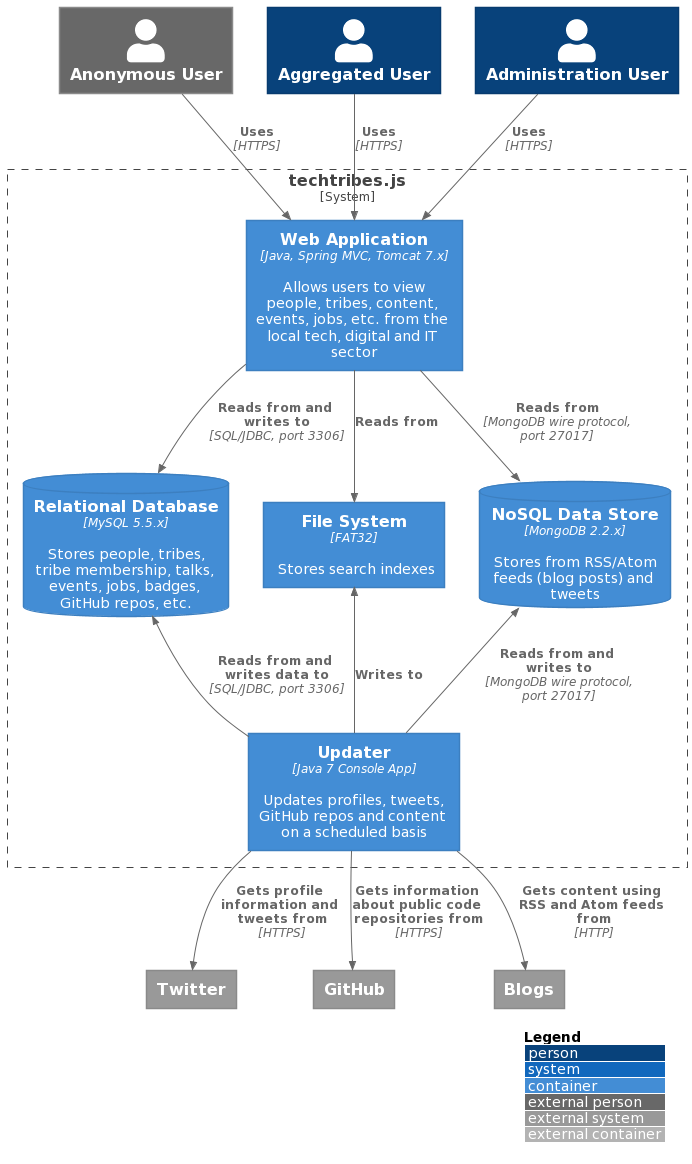 Anonymous User
Aggregated User
Administration User
Uses
[HTTPS]
Uses
[HTTPS]
Uses
[HTTPS]
techtribes.js
[System]
Web Application
[Java, Spring MVC, Tomcat 7.x]
Allows users to view
people, tribes, content,
events, jobs, etc. from the
local tech, digital and IT
sector
Reads from and
writes to
[SQL/JDBC, port 3306]
Reads from
Reads from
[MongoDB wire protocol,
port 27017]
Relational Database
[MySQL 5.5.x]
Stores people, tribes,
tribe membership, talks,
events, jobs, badges,
GitHub repos, etc.
File System
[FAT32]
Stores search indexes
NoSQL Data Store
[MongoDB 2.2.x]
Stores from RSS/Atom
feeds (blog posts) and
tweets
Reads from and
writes data to
[SQL/JDBC, port 3306]
Writes to
Reads from and
writes to
[MongoDB wire protocol,
port 27017]
Updater
[Java 7 Console App]
Updates profiles, tweets,
GitHub repos and content
on a scheduled basis
Gets profile
information and
tweets from
[HTTPS]
Gets information
about public code
repositories from
[HTTPS]
Gets content using
RSS and Atom feeds
from
[HTTP]
Twitter
GitHub
Blogs
Legend
person
system
container
external person
external system
external container